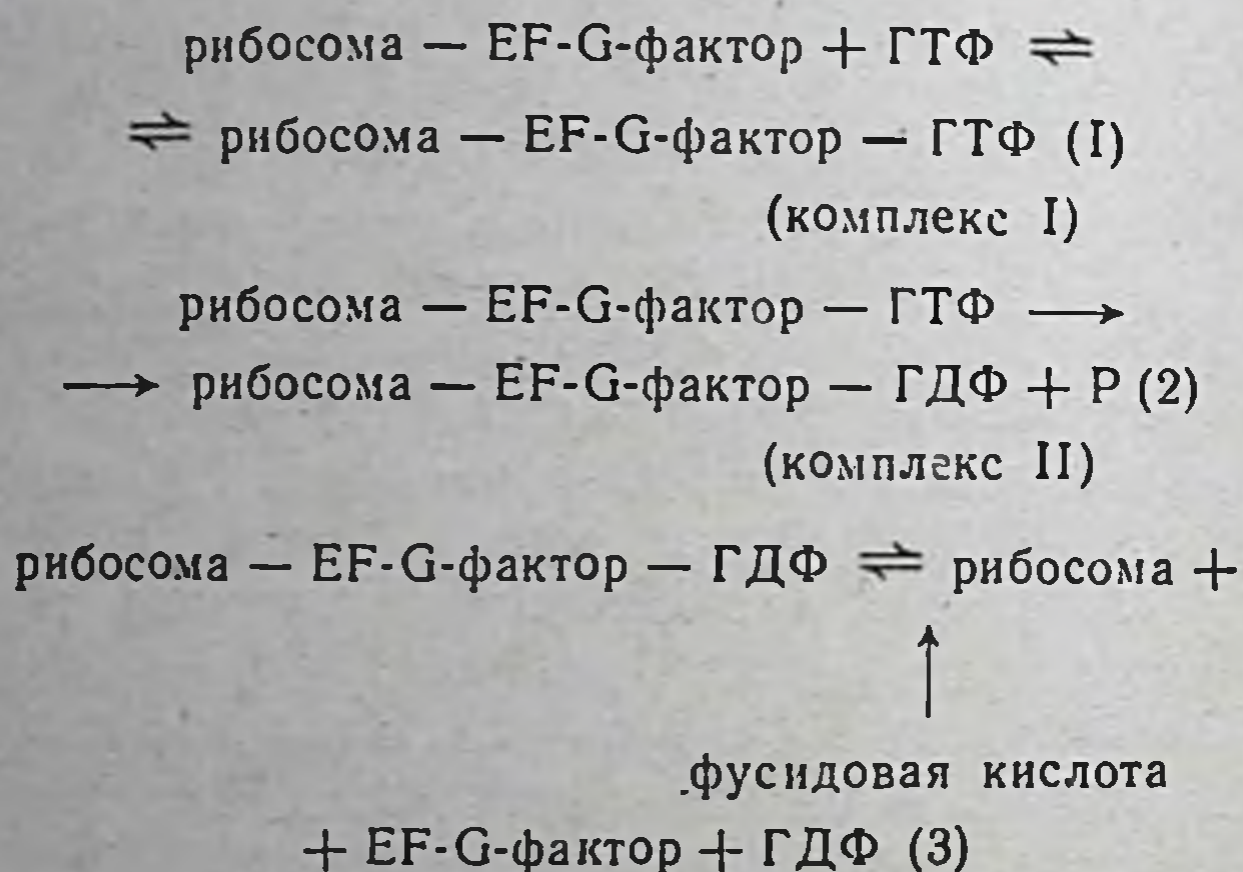 рибосома — EF-G-фактор + ГТФ ⇌
⇌ рибосома — EF-G-фактор — ГТФ (I)
(комплекс I)
рибосома — EF-G-фактор — ГТФ ⟶
⟶ рибосома — EF-G-фактор — ГДФ + Р (2)
(комплекс II)
рибосома — EF-G-фактор — ГДФ ⇌ рибосома +
↑
фусидовая кислота
+ EF-G-фактор + ГДФ (3)